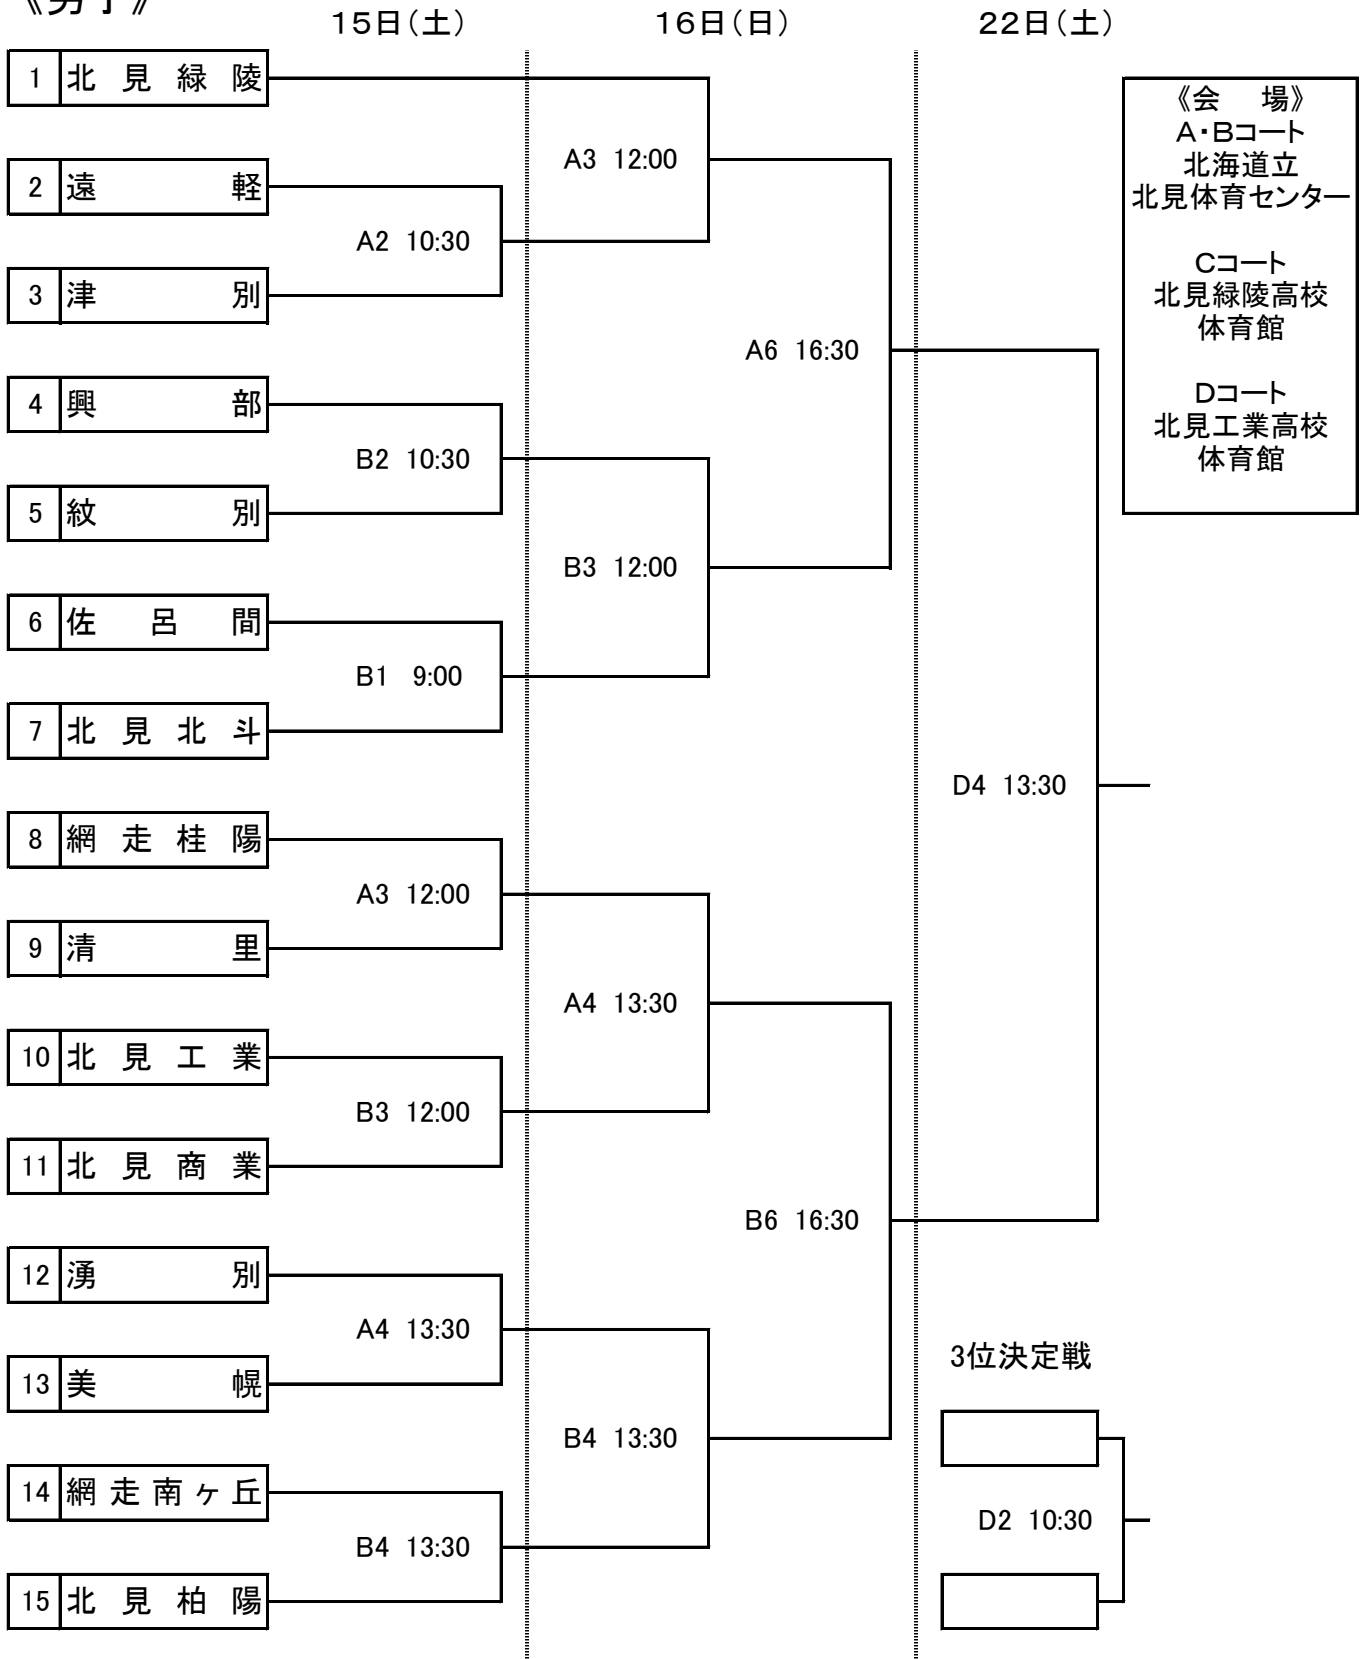 《男子》
15日(土) 16日(日) 22日(土)
1 北見緑陵
2 遠軽
3 津別
4 興部
5 紋別
6 佐呂間
7 北見北斗
8 網走桂陽
9 清里
10 北見工業
11 北見商業
12 湧別
13 美幌
14 網走南ヶ丘
15 北見柏陽
A2 10:30
B2 10:30
B1 9:00
A3 12:00
B3 12:00
A4 13:30
B4 13:30
A3 12:00
B3 12:00
A4 13:30
B4 13:30
A6 16:30
B6 16:30
D4 13:30
《会 場》
A・Bコート
北海道立
北見体育センター
Cコート
北見緑陵高校
体育館
Dコート
北見工業高校
体育館
3位決定戦
D2 10:30